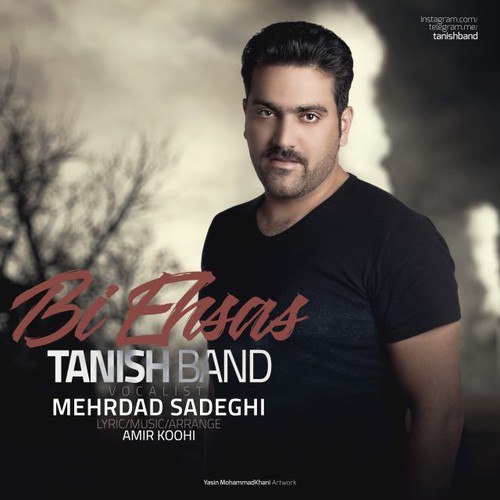 instagram.com/
telegram.me/
tanishband
Bi Ehsas
TANISH BAND
VOCALIST
MEHRDAD SADEGHI
LYRIC/MUSIC/ARRANGE
AMIR KOOHI
Yasin MohammadKhani Artwork